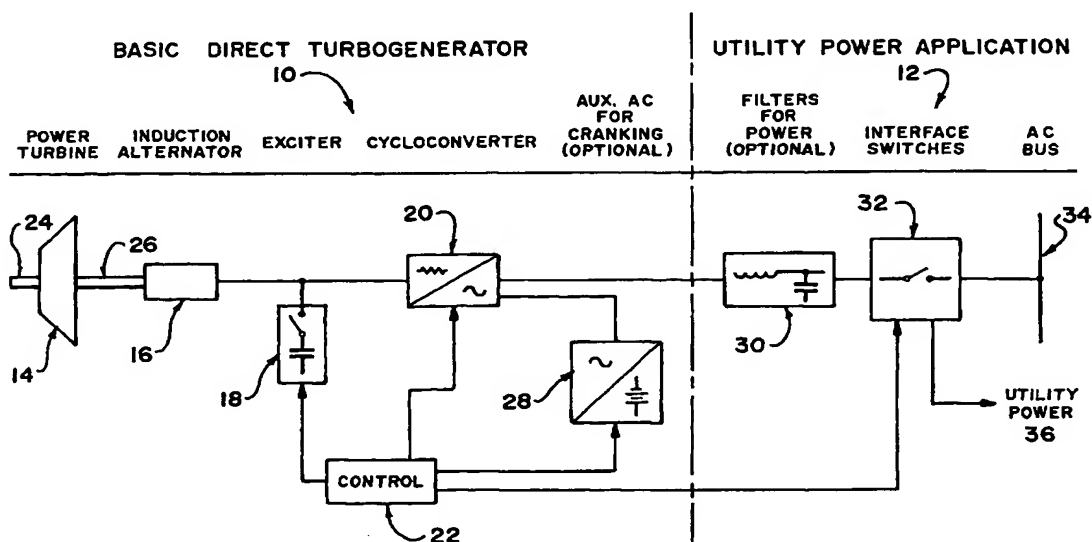 BASIC DIRECT TURBOGENERATOR
10
UTILITY POWER APPLICATION
12
POWER
TURBINE
INDUCTION
ALTERNATOR
EXCITER
CYCLOCONVERTER
AUX. AC
FOR
CRANKING
(OPTIONAL)
FILTERS
FOR
POWER
(OPTIONAL)
INTERFACE
SWITCHES
AC
BUS
24
26
20
32
34
14
16
18
28
30
UTILITY
POWER
36
CONTROL
22